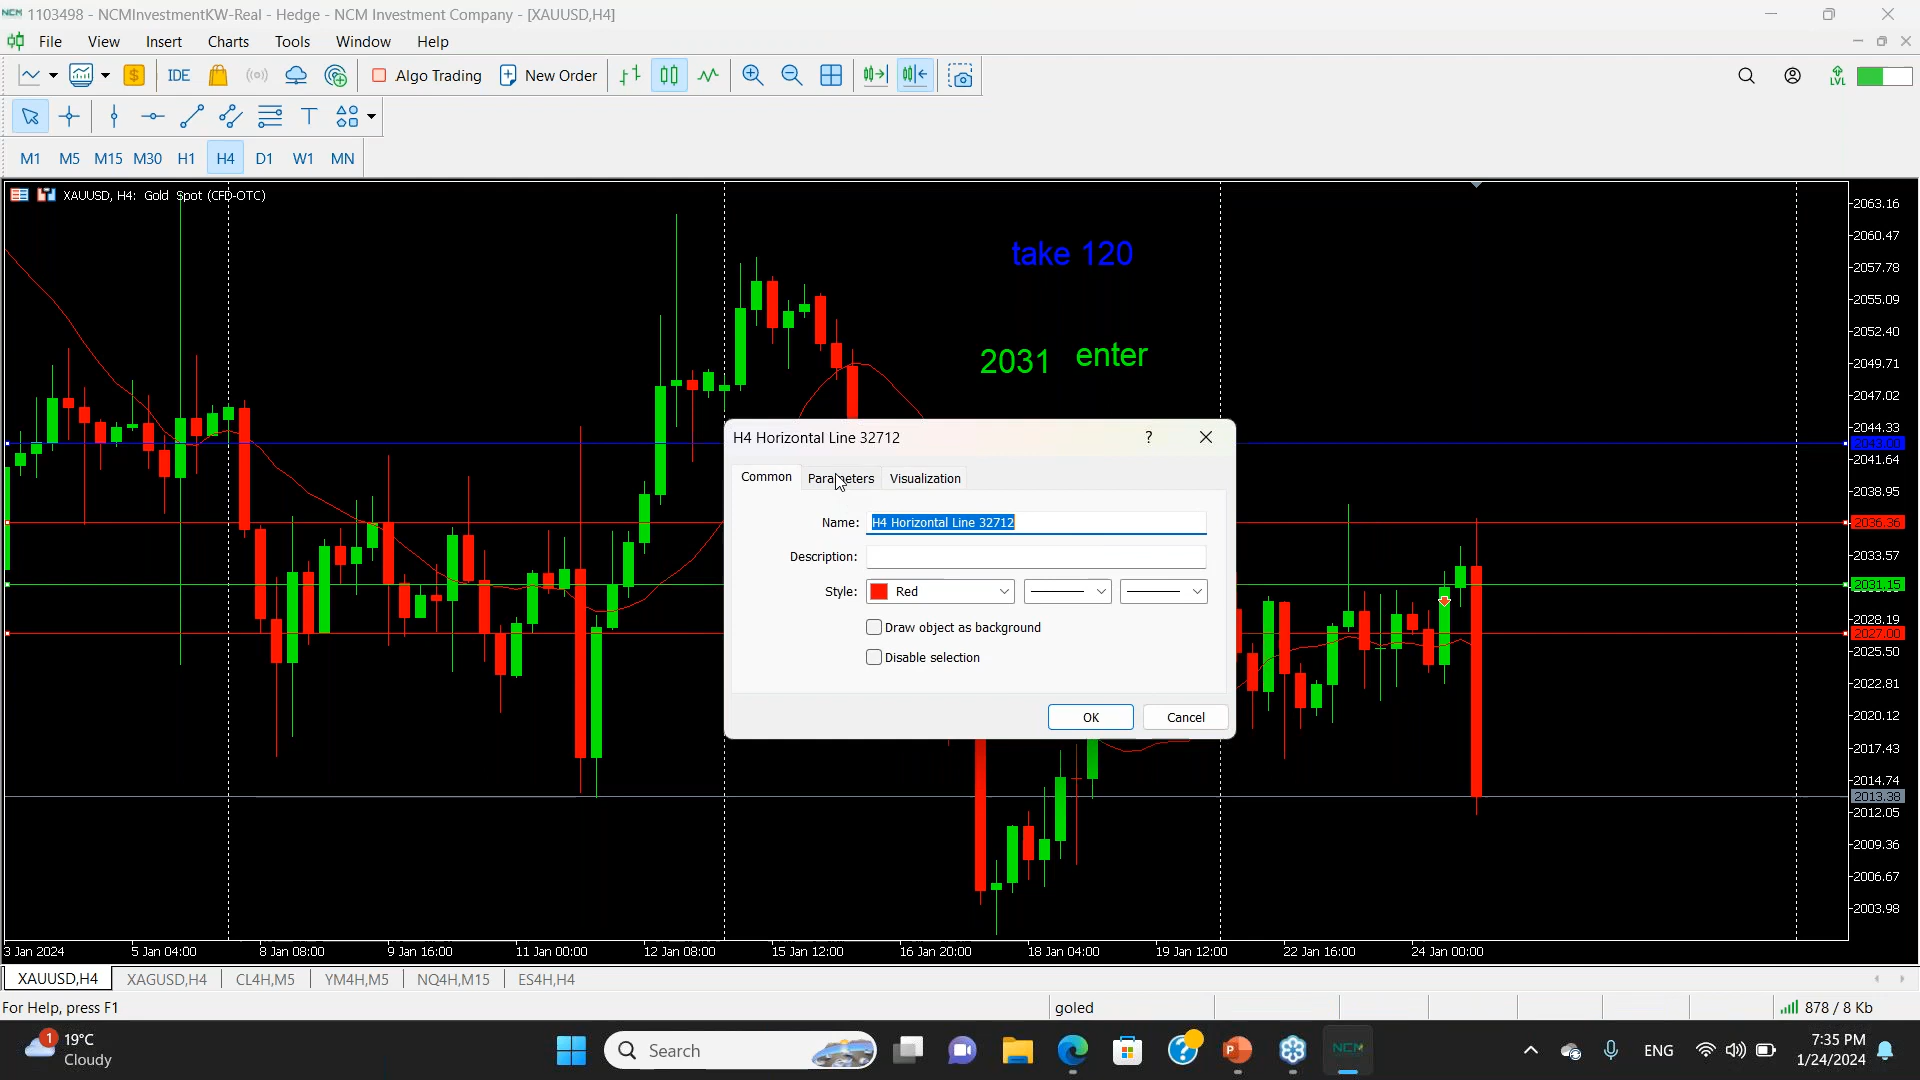 1103498 - NCMInvestmentKW-Real - Hedge - NCM Investment Company - [XAUUSD,H4]
File View Insert Charts Tools Window Help
IDE Algo Trading New Order LVL
M1 M5 M15 M30 H1 H4 D1 W1 MN
XAUUSD, H4: Gold Spot (CFD-OTC)
take 120
2031 enter
H4 Horizontal Line 32712
Common Parameters Visualization
Name: H4 Horizontal Line 32712
Description:
Style: Red
Draw object as background
Disable selection
OK Cancel
2063.16
2060.47
2057.78
2055.09
2052.40
2049.71
2047.02
2044.33
2043.00
2041.64
2038.95
2036.36
2033.57
2031.15
2028.19
2027.00
2025.50
2022.81
2020.12
2017.43
2014.74
2013.38
2012.05
2009.36
2006.67
2003.98
3 Jan 2024 5 Jan 04:00 8 Jan 08:00 9 Jan 16:00 11 Jan 00:00 12 Jan 08:00 15 Jan 12:00 16 Jan 20:00 18 Jan 04:00 19 Jan 12:00 22 Jan 16:00 24 Jan 00:00
XAUUSD,H4 XAGUSD,H4 CL4H,M5 YM4H,M5 NQ4H,M15 ES4H,H4
For Help, press F1 goled 878 / 8 Kb
1 19°C Search NCM ENG 7:35 PM
Cloudy 1/24/2024